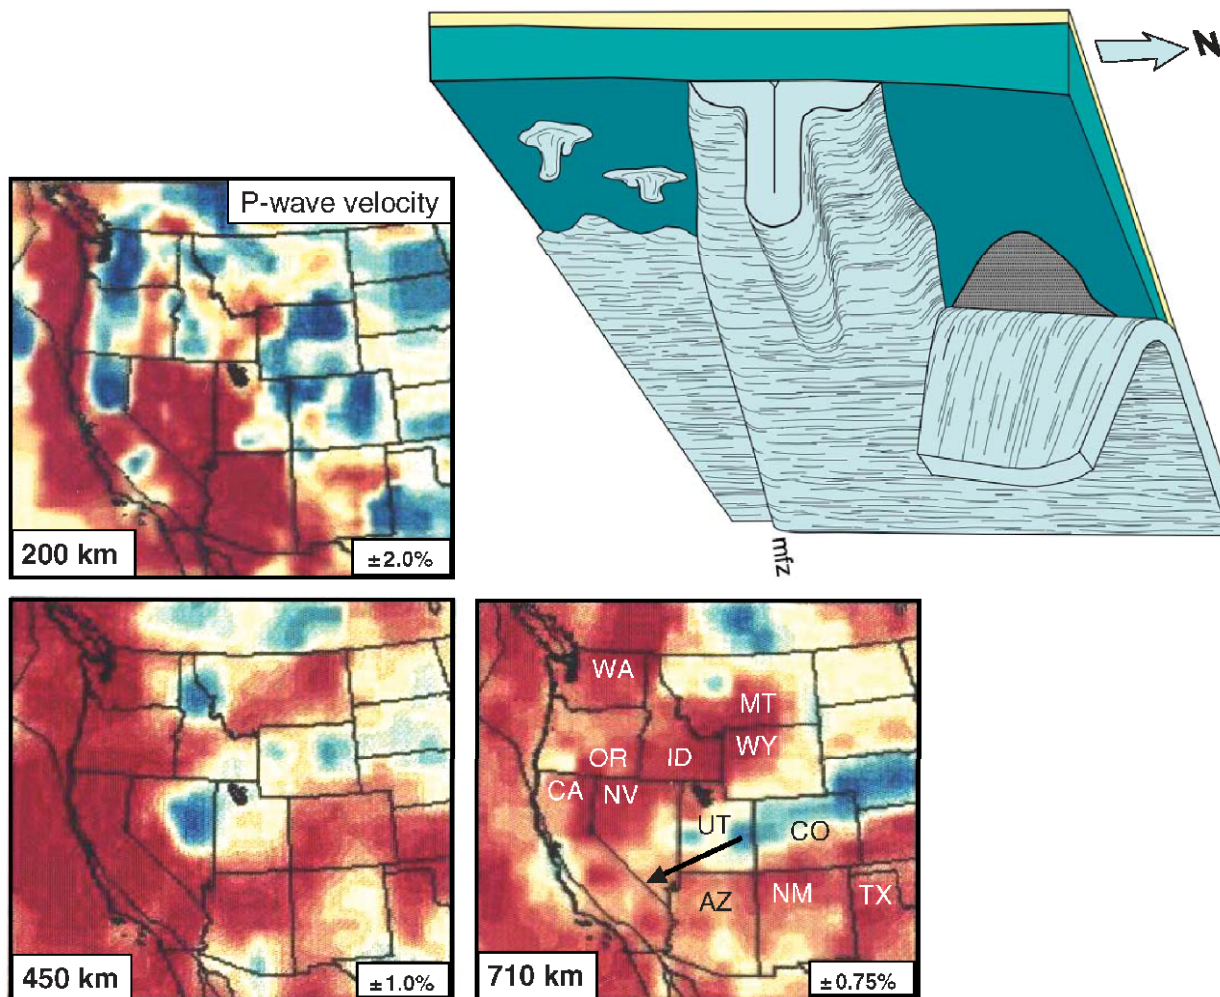 N
P-wave velocity
200 km
±2.0%
mfz
450 km
±1.0%
WA
MT
OR
ID
WY
CA
NV
UT
CO
AZ
NM
TX
710 km
±0.75%